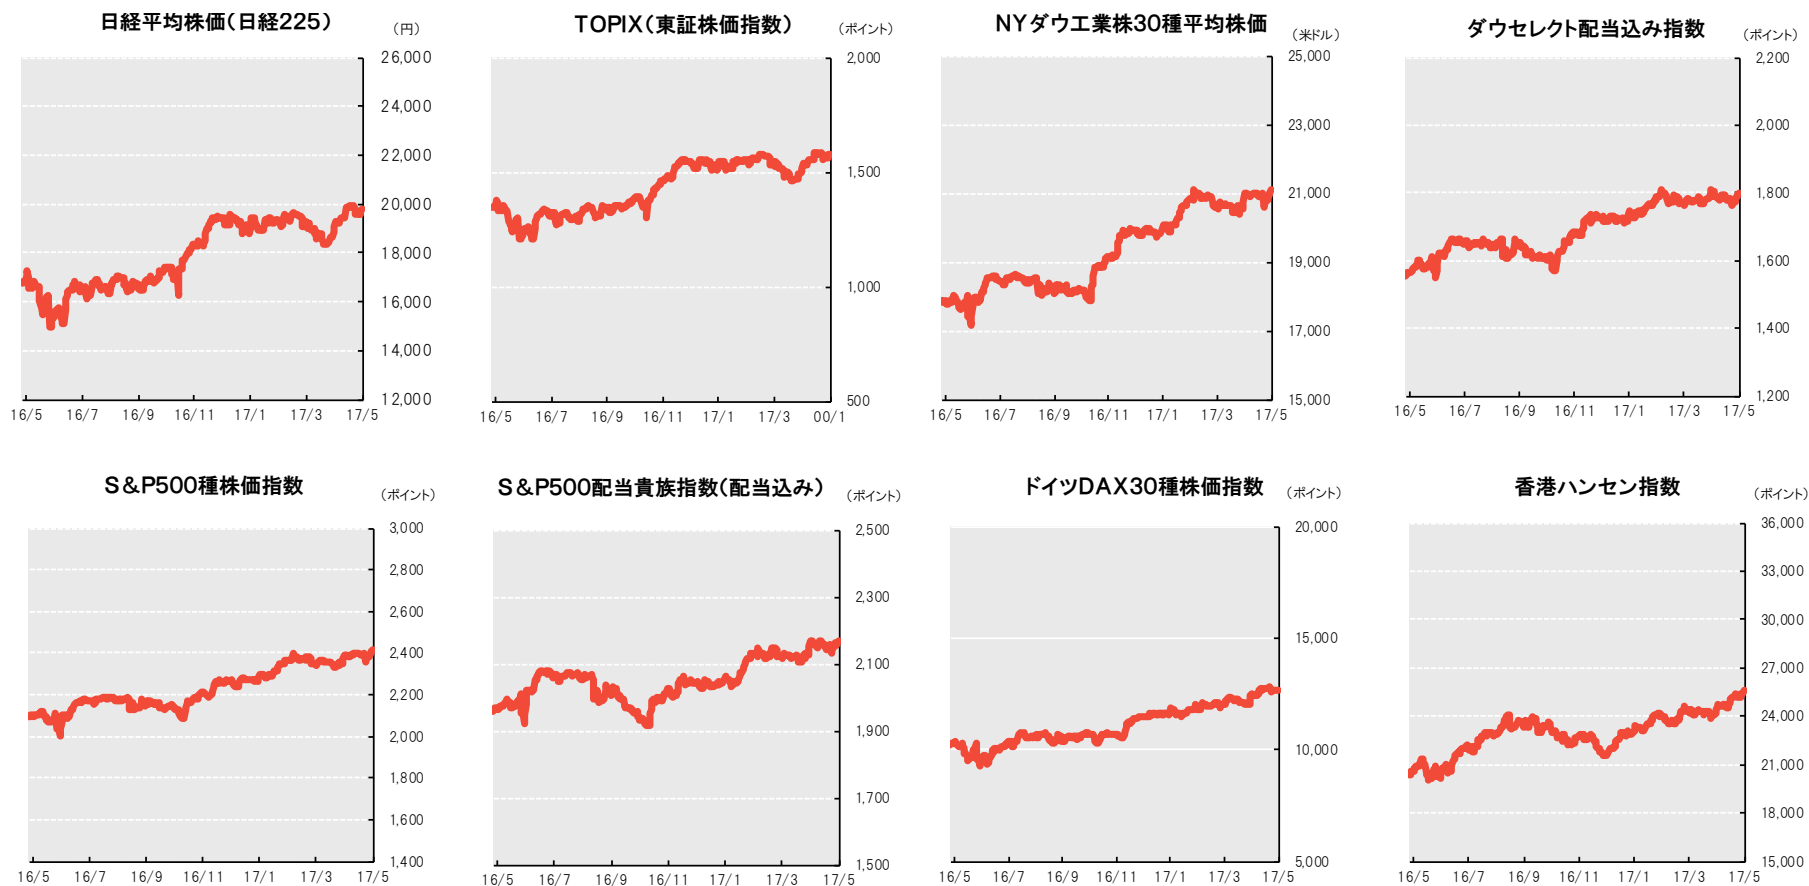 日経平均株価(日経225)
(円)
26,000
24,000
22,000
20,000
18,000
16,000
14,000
12,000
16/5 16/7 16/9 16/11 17/1 17/3 17/5
TOPIX(東証株価指数)
(ポイント)
2,000
1,500
1,000
500
16/5 16/7 16/9 16/11 17/1 17/3 00/1
NYダウ工業株30種平均株価
(米ドル)
25,000
23,000
21,000
19,000
17,000
15,000
16/5 16/7 16/9 16/11 17/1 17/3 17/5
ダウセレクト配当込み指数
(ポイント)
2,200
2,000
1,800
1,600
1,400
1,200
16/5 16/7 16/9 16/11 17/1 17/3 17/5
S&P500種株価指数
(ポイント)
3,000
2,800
2,600
2,400
2,200
2,000
1,800
1,600
1,400
16/5 16/7 16/9 16/11 17/1 17/3 17/5
S&P500配当貴族指数(配当込み)
(ポイント)
2,500
2,300
2,100
1,900
1,700
1,500
16/5 16/7 16/9 16/11 17/1 17/3 17/5
ドイツDAX30種株価指数
(ポイント)
20,000
15,000
10,000
5,000
16/5 16/7 16/9 16/11 17/1 17/3 17/5
香港ハンセン指数
(ポイント)
36,000
33,000
30,000
27,000
24,000
21,000
18,000
15,000
16/5 16/7 16/9 16/11 17/1 17/3 17/5